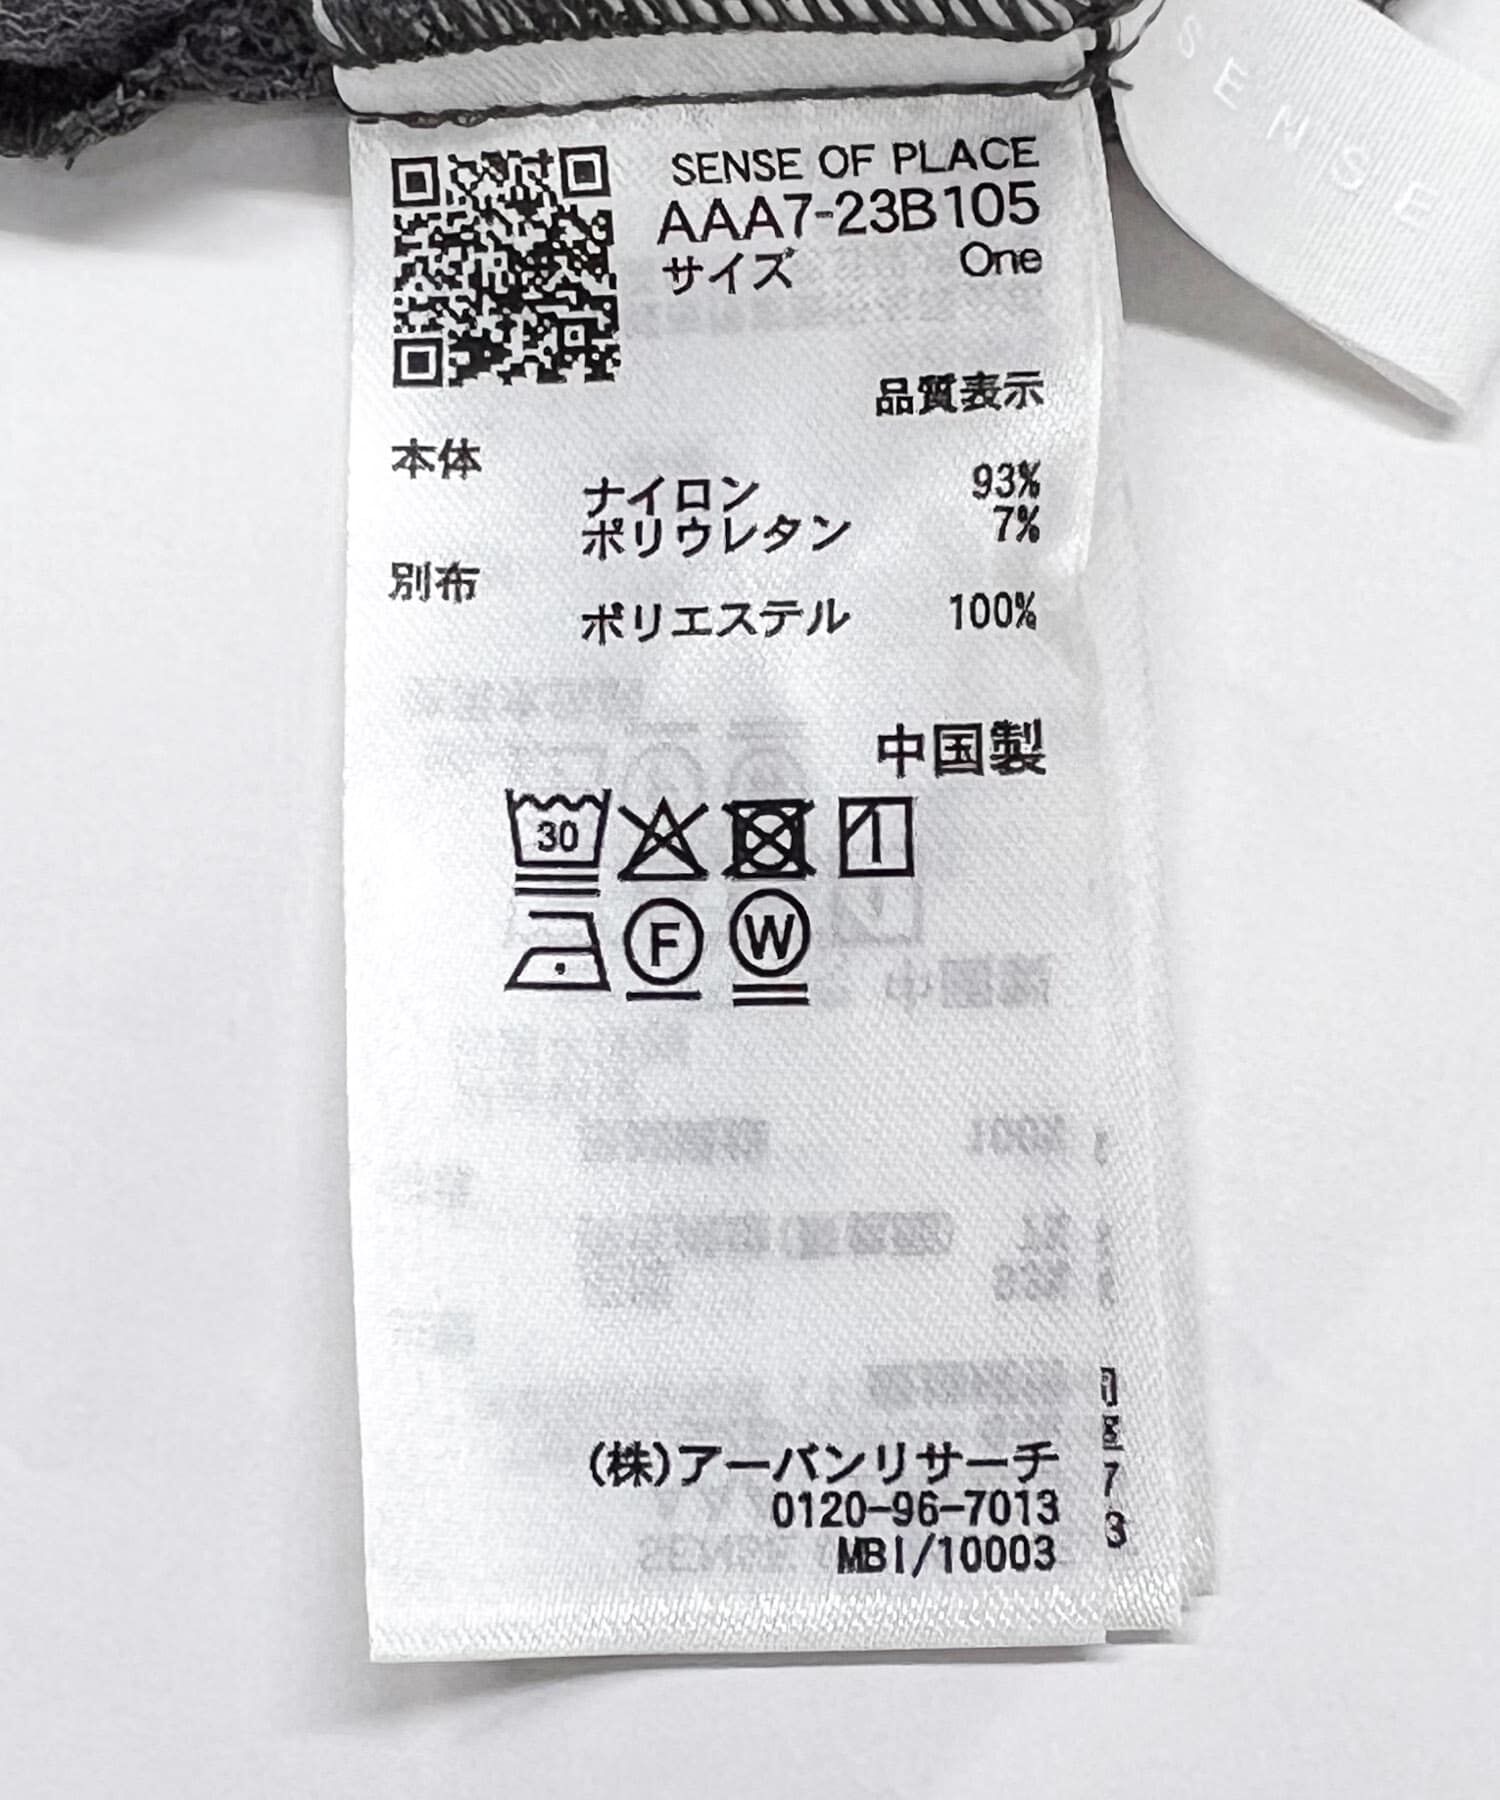 SENSE
SENSE OF PLACE
AAA7-23B105
サイズ One
品質表示
本体
ナイロン 93%
ポリウレタン 7%
別布
ポリエステル 100%
中国製
30
F W
(株)アーバンリサーチ
0120-96-7013
MBI/10003